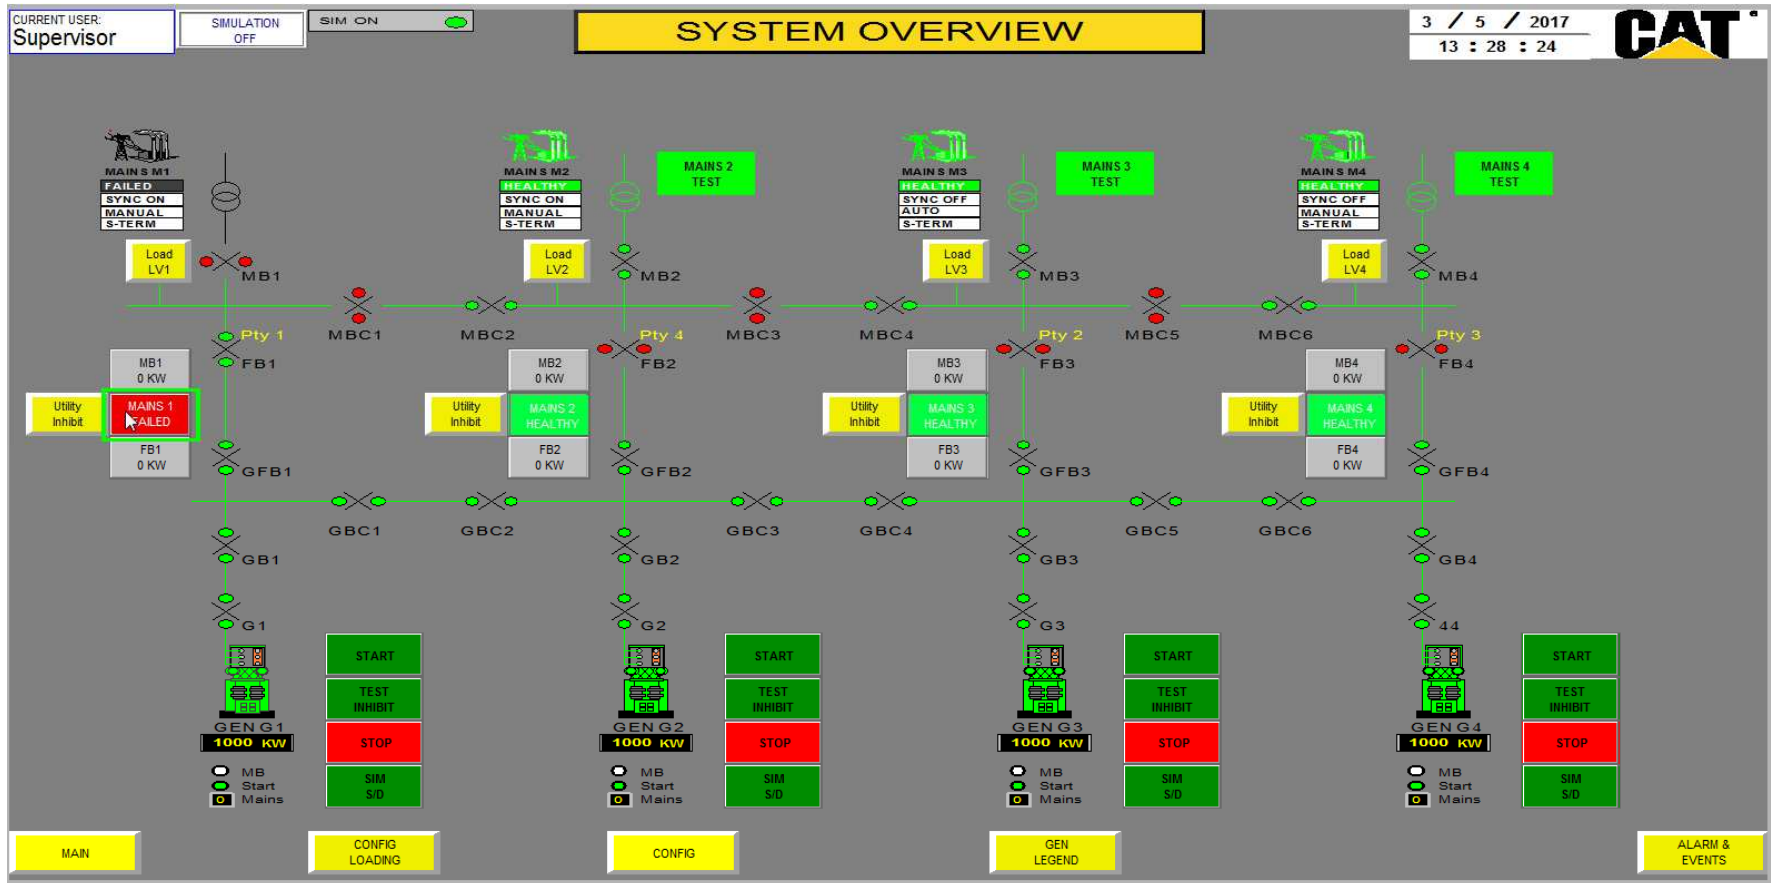 CURRENT USER:
Supervisor
SIMULATION
OFF
SIM ON
SYSTEM OVERVIEW
3 / 5 / 2017
13 : 28 : 24
CAT
MAINS M1
FAILED
SYNC ON
MANUAL
S-TERM
MAINS M2
HEALTHY
SYNC ON
MANUAL
S-TERM
MAINS 2
TEST
MAINS M3
HEALTHY
SYNC OFF
AUTO
S-TERM
MAINS 3
TEST
MAINS M4
HEALTHY
SYNC OFF
MANUAL
S-TERM
MAINS 4
TEST
Load
LV1
MB1
Load
LV2
MB2
Load
LV3
MB3
Load
LV4
MB4
Pty 1
MBC1
MBC2
Pty 4
MBC3
MBC4
Pty 2
MBC5
MBC6
Pty 3
FB1
FB2
FB3
FB4
MB1
0 KW
MB2
0 KW
MB3
0 KW
MB4
0 KW
Utility
Inhibit
MAINS 1
FAILED
Utility
Inhibit
MAINS 2
HEALTHY
Utility
Inhibit
MAINS 3
HEALTHY
Utility
Inhibit
MAINS 4
HEALTHY
FB1
0 KW
GFB1
FB2
0 KW
GFB2
FB3
0 KW
GFB3
FB4
0 KW
GFB4
GBC1
GBC2
GBC3
GBC4
GBC5
GBC6
GB1
GB2
GB3
GB4
G1
G2
G3
44
START
TEST
INHIBIT
STOP
SIM
S/D
START
TEST
INHIBIT
STOP
SIM
S/D
START
TEST
INHIBIT
STOP
SIM
S/D
START
TEST
INHIBIT
STOP
SIM
S/D
GEN G1
1000 KW
MB
Start
Mains
GEN G2
1000 KW
MB
Start
Mains
GEN G3
1000 KW
MB
Start
Mains
GEN G4
1000 KW
MB
Start
Mains
MAIN
CONFIG
LOADING
CONFIG
GEN
LEGEND
ALARM &
EVENTS